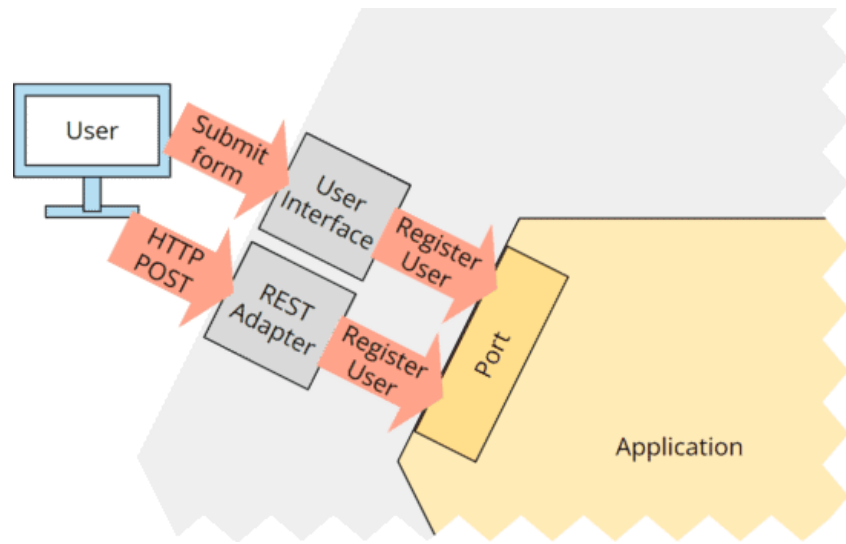 User
Submit
form
User
Interface
Register
User
HTTP
POST
REST
Adapter
Register
User
Port
Application